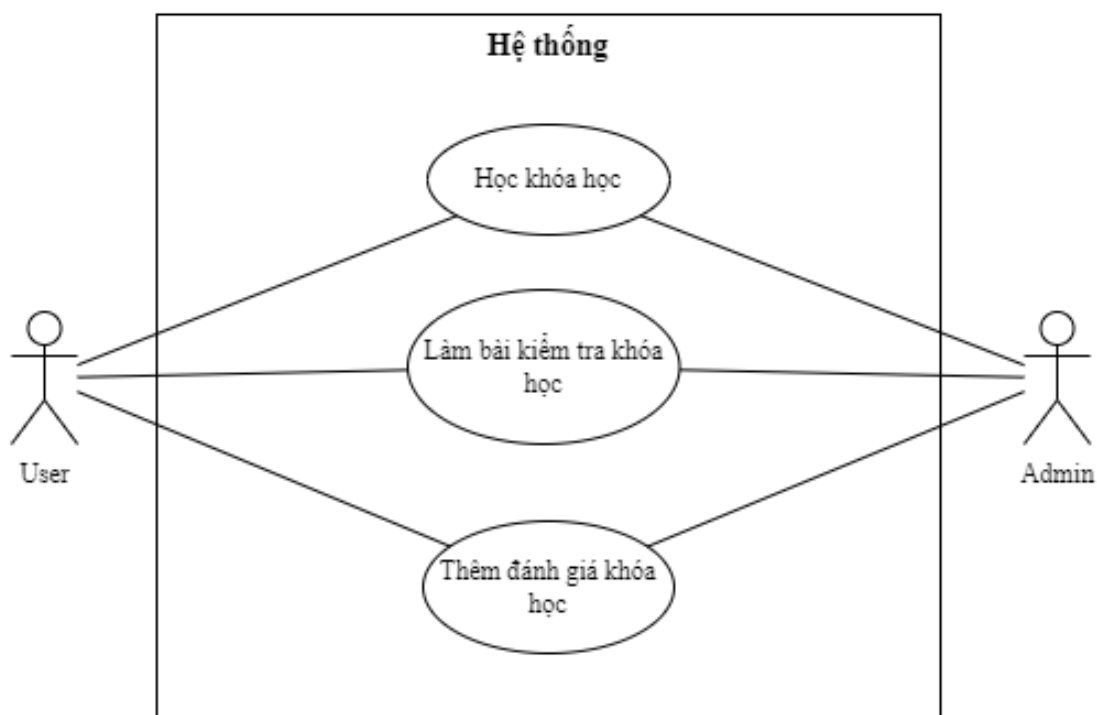 Hệ thống
Học khóa học
Làm bài kiểm tra khóa
học
User
Admin
Thêm đánh giá khóa
học